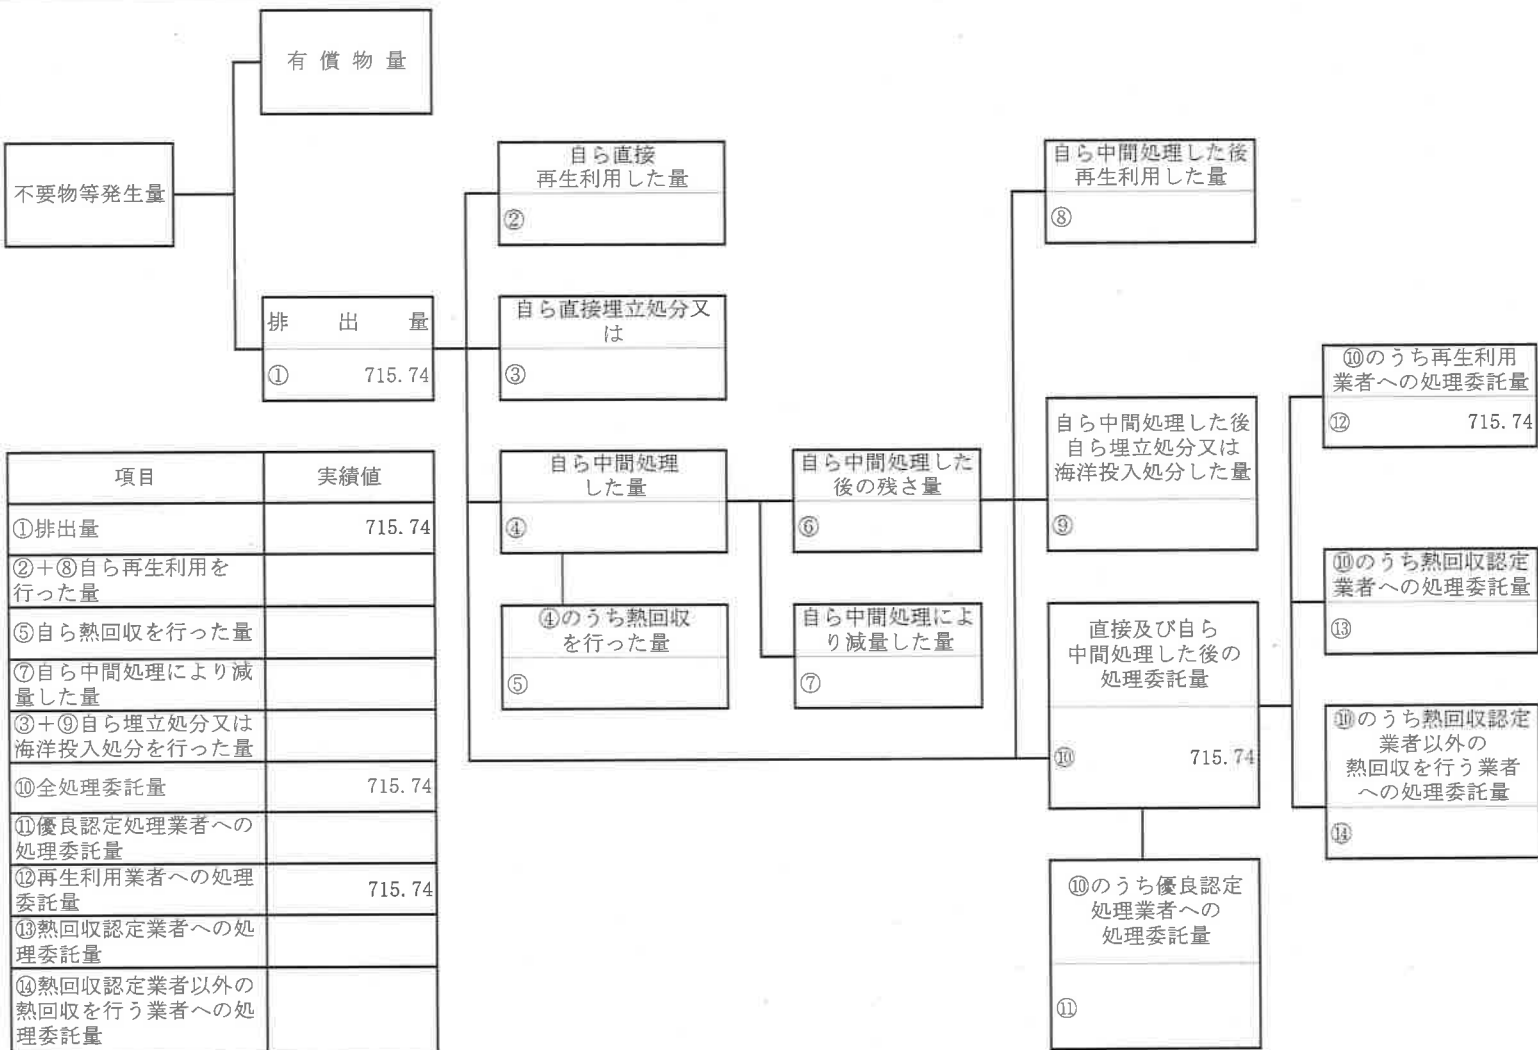 有償物量
不要物等発生量
排出量
① 715.74
自ら直接
再生利用した量
②
自ら直接埋立処分又
は
③
自ら中間処理
した量
④
④のうち熱回収
を行った量
⑤
自ら中間処理した
後の残さ量
⑥
自ら中間処理によ
り減量した量
⑦
自ら中間処理した後
再生利用した量
⑧
自ら中間処理した後
自ら埋立処分又は
海洋投入処分した量
⑨
直接及び自ら
中間処理した後の
処理委託量
⑩ 715.74
⑩のうち優良認定
処理業者への
処理委託量
⑪
⑩のうち再生利用
業者への処理委託量
⑫ 715.74
⑩のうち熱回収認定
業者への処理委託量
⑬
⑩のうち熱回収認定
業者以外の
熱回収を行う業者
への処理委託量
⑭
項目 実績値
①排出量 715.74
②＋⑧自ら再生利用を
行った量
⑤自ら熱回収を行った量
⑦自ら中間処理により減
量した量
③＋⑨自ら埋立処分又は
海洋投入処分を行った量
⑩全処理委託量 715.74
⑪優良認定処理業者への
処理委託量
⑫再生利用業者への処理
委託量 715.74
⑬熱回収認定業者への処
理委託量
⑭熱回収認定業者以外の
熱回収を行う業者への処
理委託量